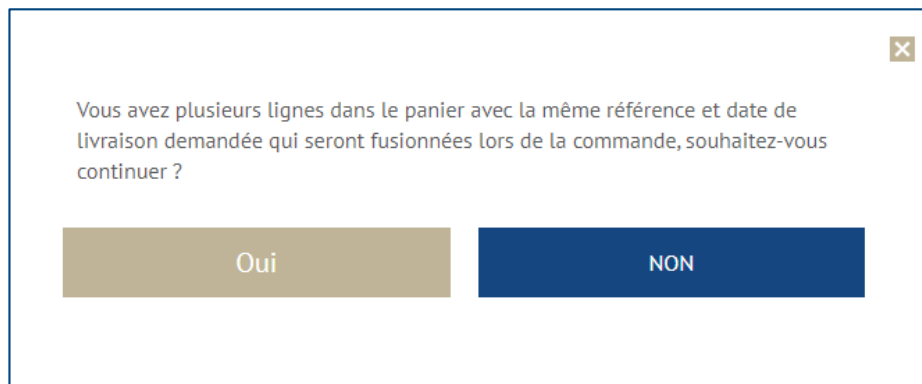 Vous avez plusieurs lignes dans le panier avec la même référence et date de
livraison demandée qui seront fusionnées lors de la commande, souhaitez-vous
continuer ?
Oui
NON